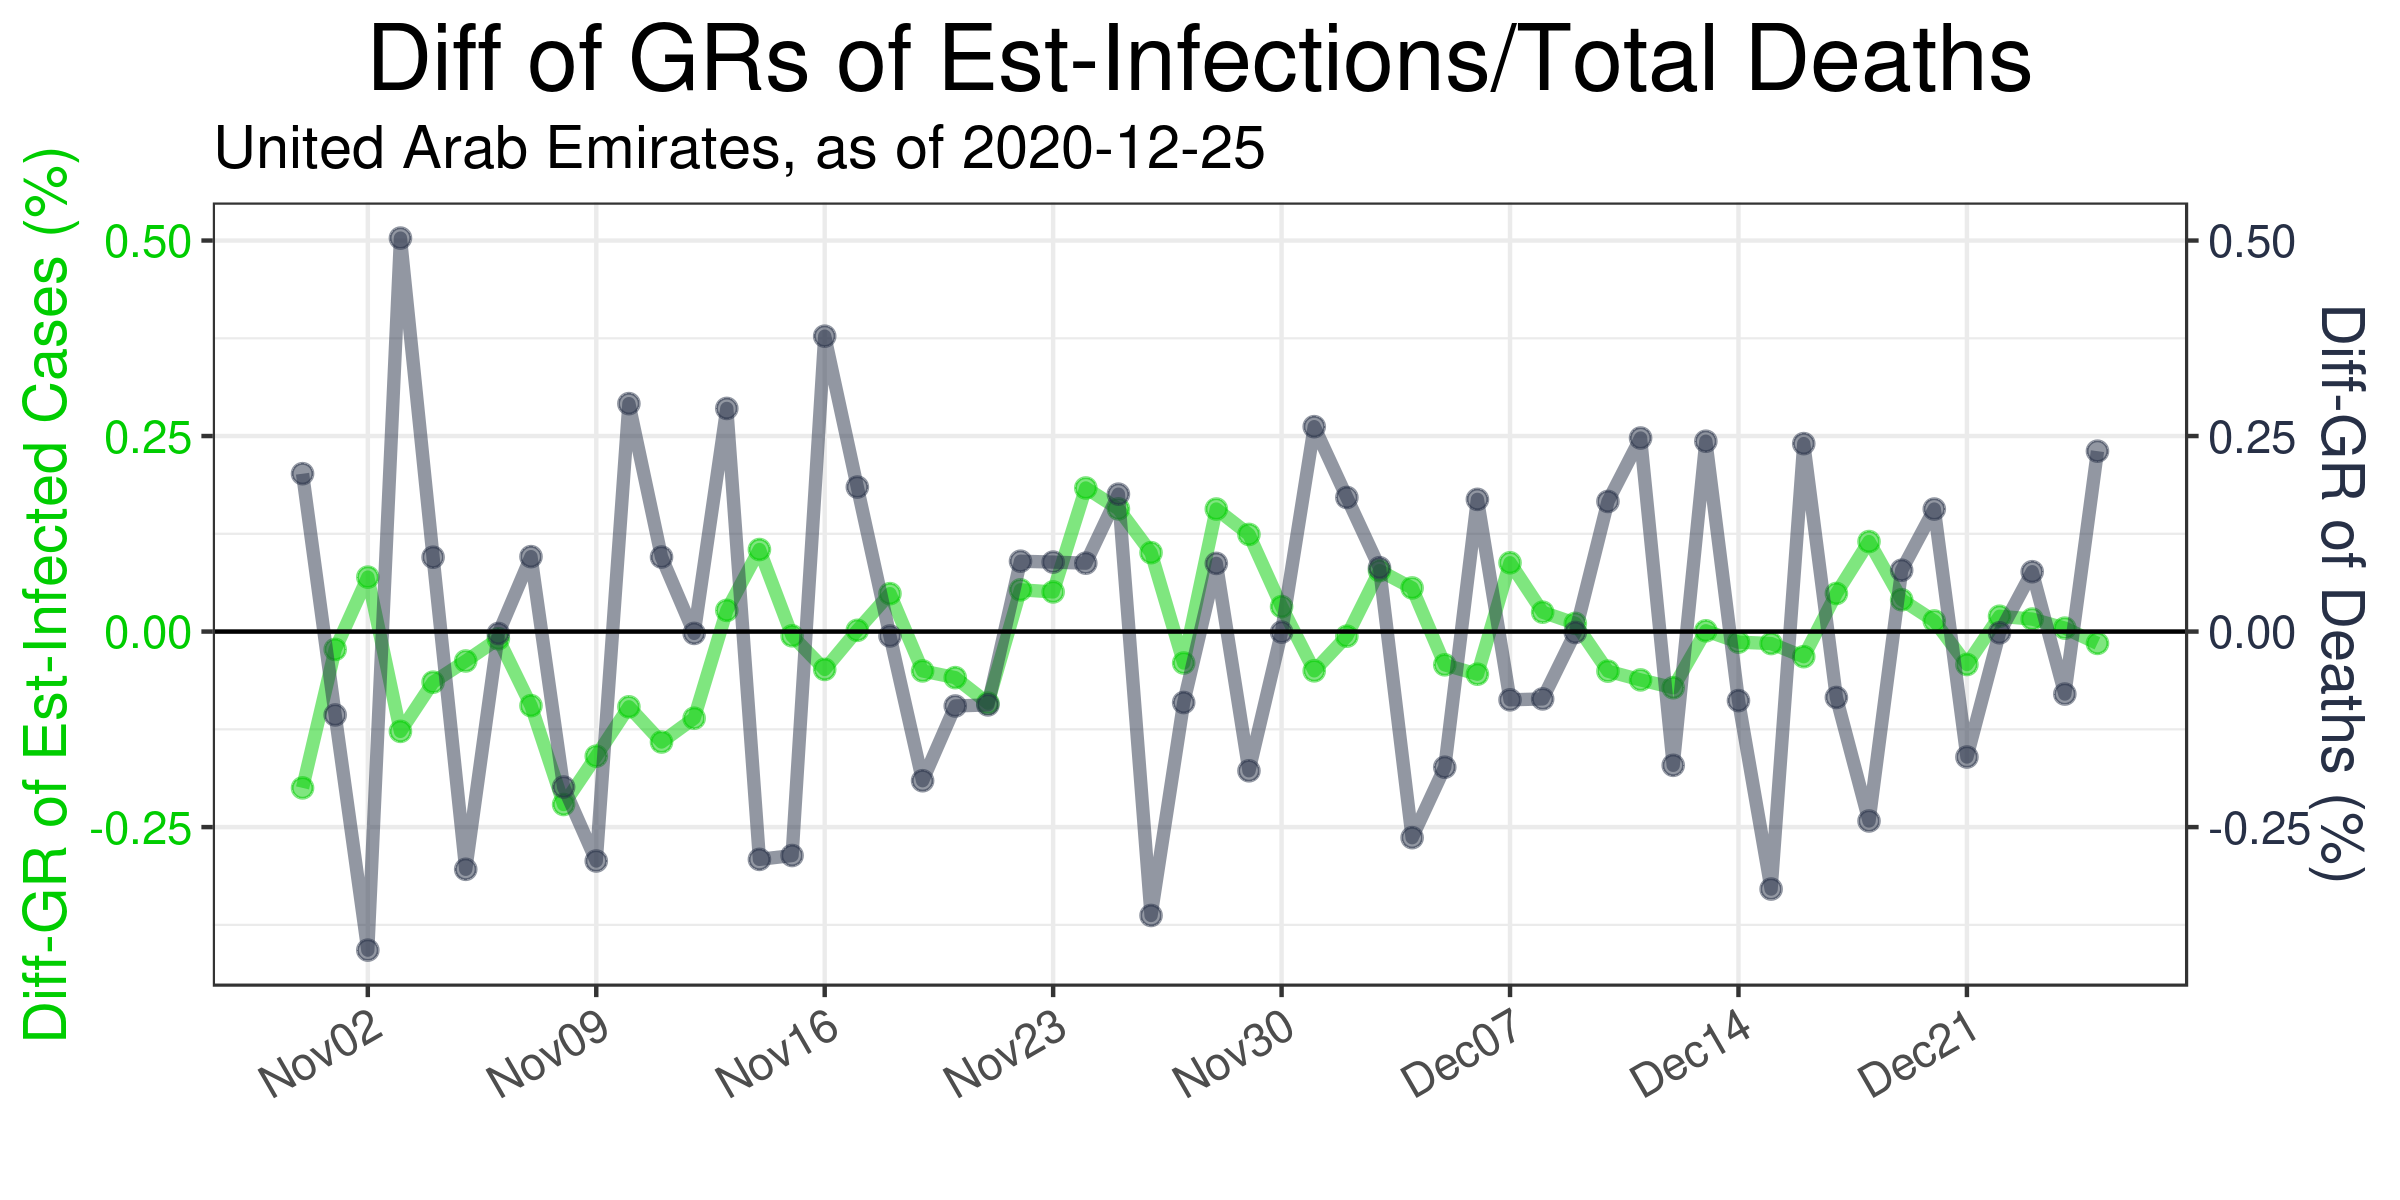 Diff of GRs of Est-Infections/Total Deaths
United Arab Emirates, as of 2020-12-25
Diff-GR of Est-Infected Cases (%)
0.50
0.25
0.00
-0.25
0.50
0.25
0.00
-0.25
Diff-GR of Deaths (%)
Nov02
Nov09
Nov16
Nov23
Nov30
Dec07
Dec14
Dec21